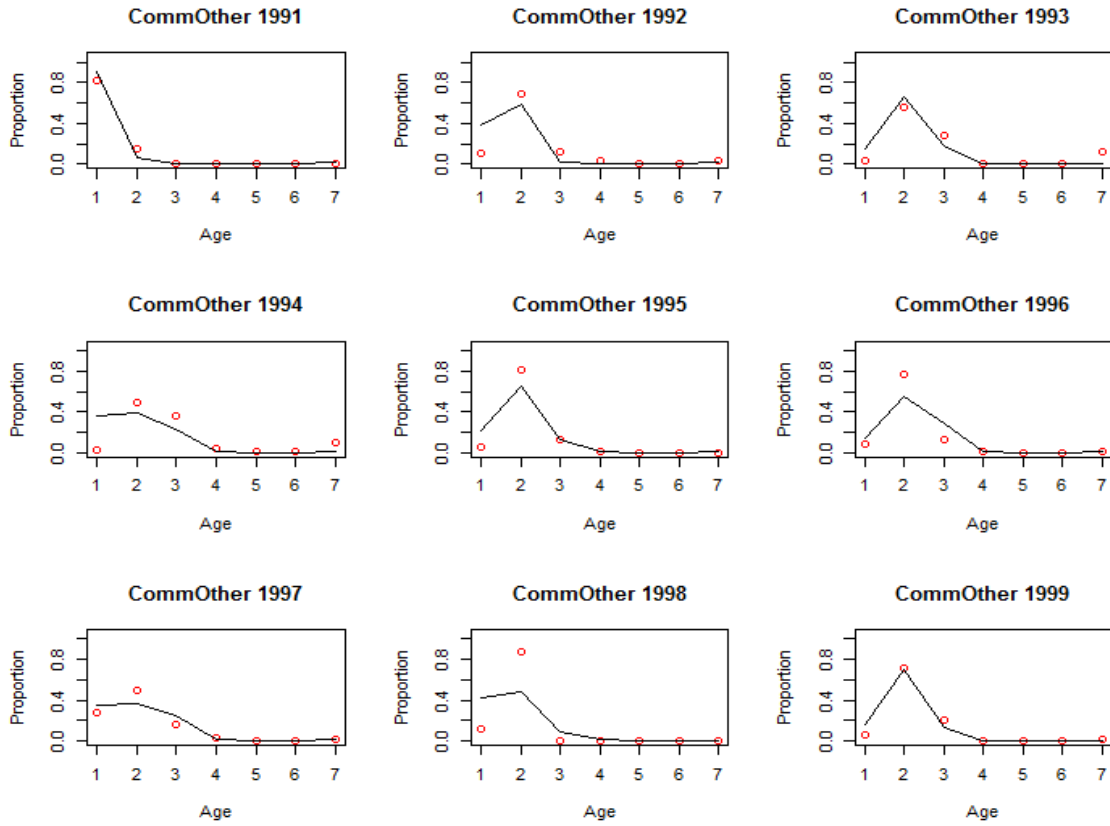 CommOther 1991 CommOther 1992 CommOther 1993
Proportion Proportion Proportion
0.8 0.8 0.8
0.4 0.4 0.4
0.0 0.0 0.0
1 2 3 4 5 6 7 1 2 3 4 5 6 7 1 2 3 4 5 6 7
Age Age Age
CommOther 1994 CommOther 1995 CommOther 1996
Proportion Proportion Proportion
0.8 0.8 0.8
0.4 0.4 0.4
0.0 0.0 0.0
1 2 3 4 5 6 7 1 2 3 4 5 6 7 1 2 3 4 5 6 7
Age Age Age
CommOther 1997 CommOther 1998 CommOther 1999
Proportion Proportion Proportion
0.8 0.8 0.8
0.4 0.4 0.4
0.0 0.0 0.0
1 2 3 4 5 6 7 1 2 3 4 5 6 7 1 2 3 4 5 6 7
Age Age Age